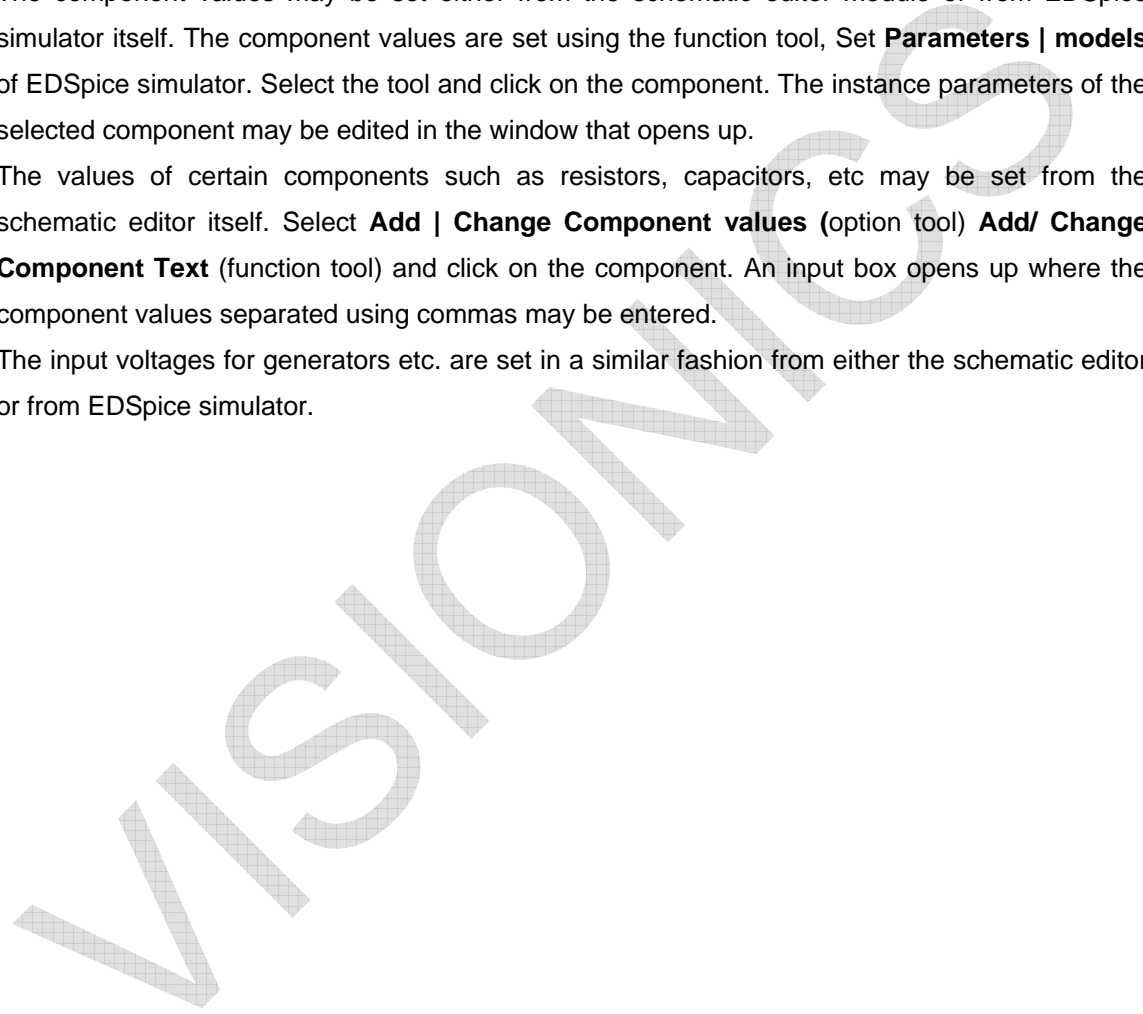 The component values may be set either from the schematic editor module or from EDSpice
simulator itself. The component values are set using the function tool, Set Parameters | models
of EDSpice simulator. Select the tool and click on the component. The instance parameters of the
selected component may be edited in the window that opens up.
The values of certain components such as resistors, capacitors, etc may be set from the
schematic editor itself. Select Add | Change Component values (option tool) Add/ Change
Component Text (function tool) and click on the component. An input box opens up where the
component values separated using commas may be entered.
The input voltages for generators etc. are set in a similar fashion from either the schematic editor
or from EDSpice simulator.
VISIONICS